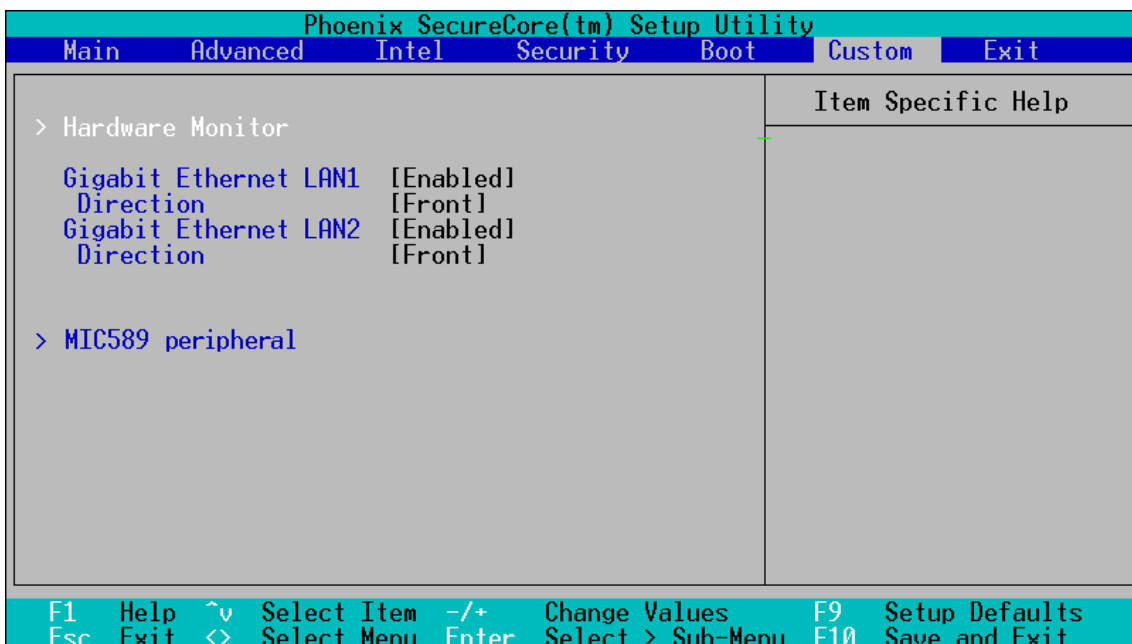 Phoenix SecureCore(tm) Setup Utility
Main Advanced Intel Security Boot Custom Exit
Item Specific Help
> Hardware Monitor
Gigabit Ethernet LAN1 [Enabled]
Direction [Front]
Gigabit Ethernet LAN2 [Enabled]
Direction [Front]
> MIC589 peripheral
F1 Help ^v Select Item -/+ Change Values F9 Setup Defaults
Esc Exit <> Select Menu Enter Select > Sub-Menu F10 Save and Exit